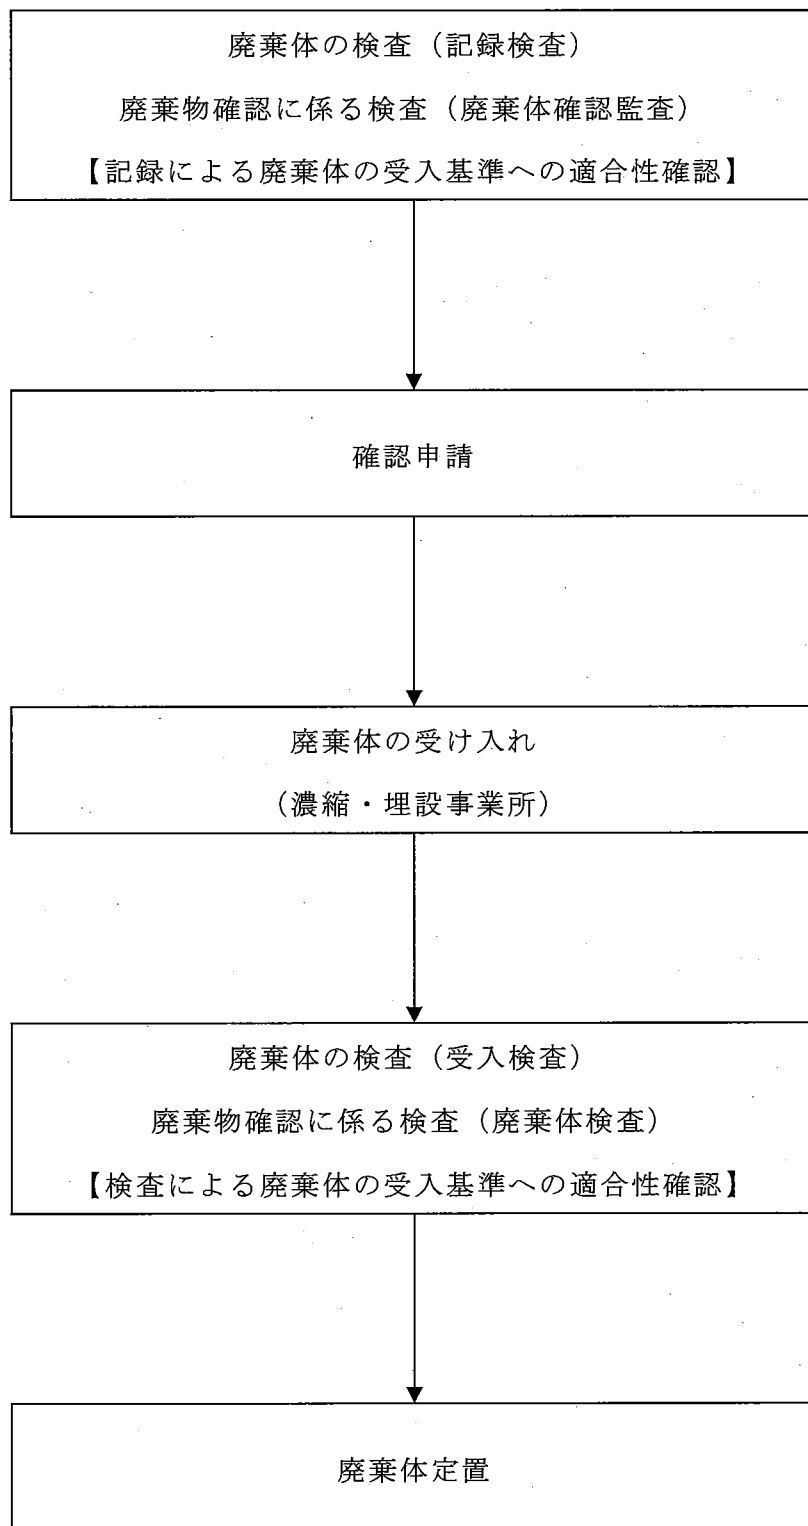 廃棄体の検査（記録検査）
廃棄物確認に係る検査（廃棄体確認監査）
【記録による廃棄体の受入基準への適合性確認】
確認申請
廃棄体の受け入れ
（濃縮・埋設事業所）
廃棄体の検査（受入検査）
廃棄物確認に係る検査（廃棄体検査）
【検査による廃棄体の受入基準への適合性確認】
廃棄体定置